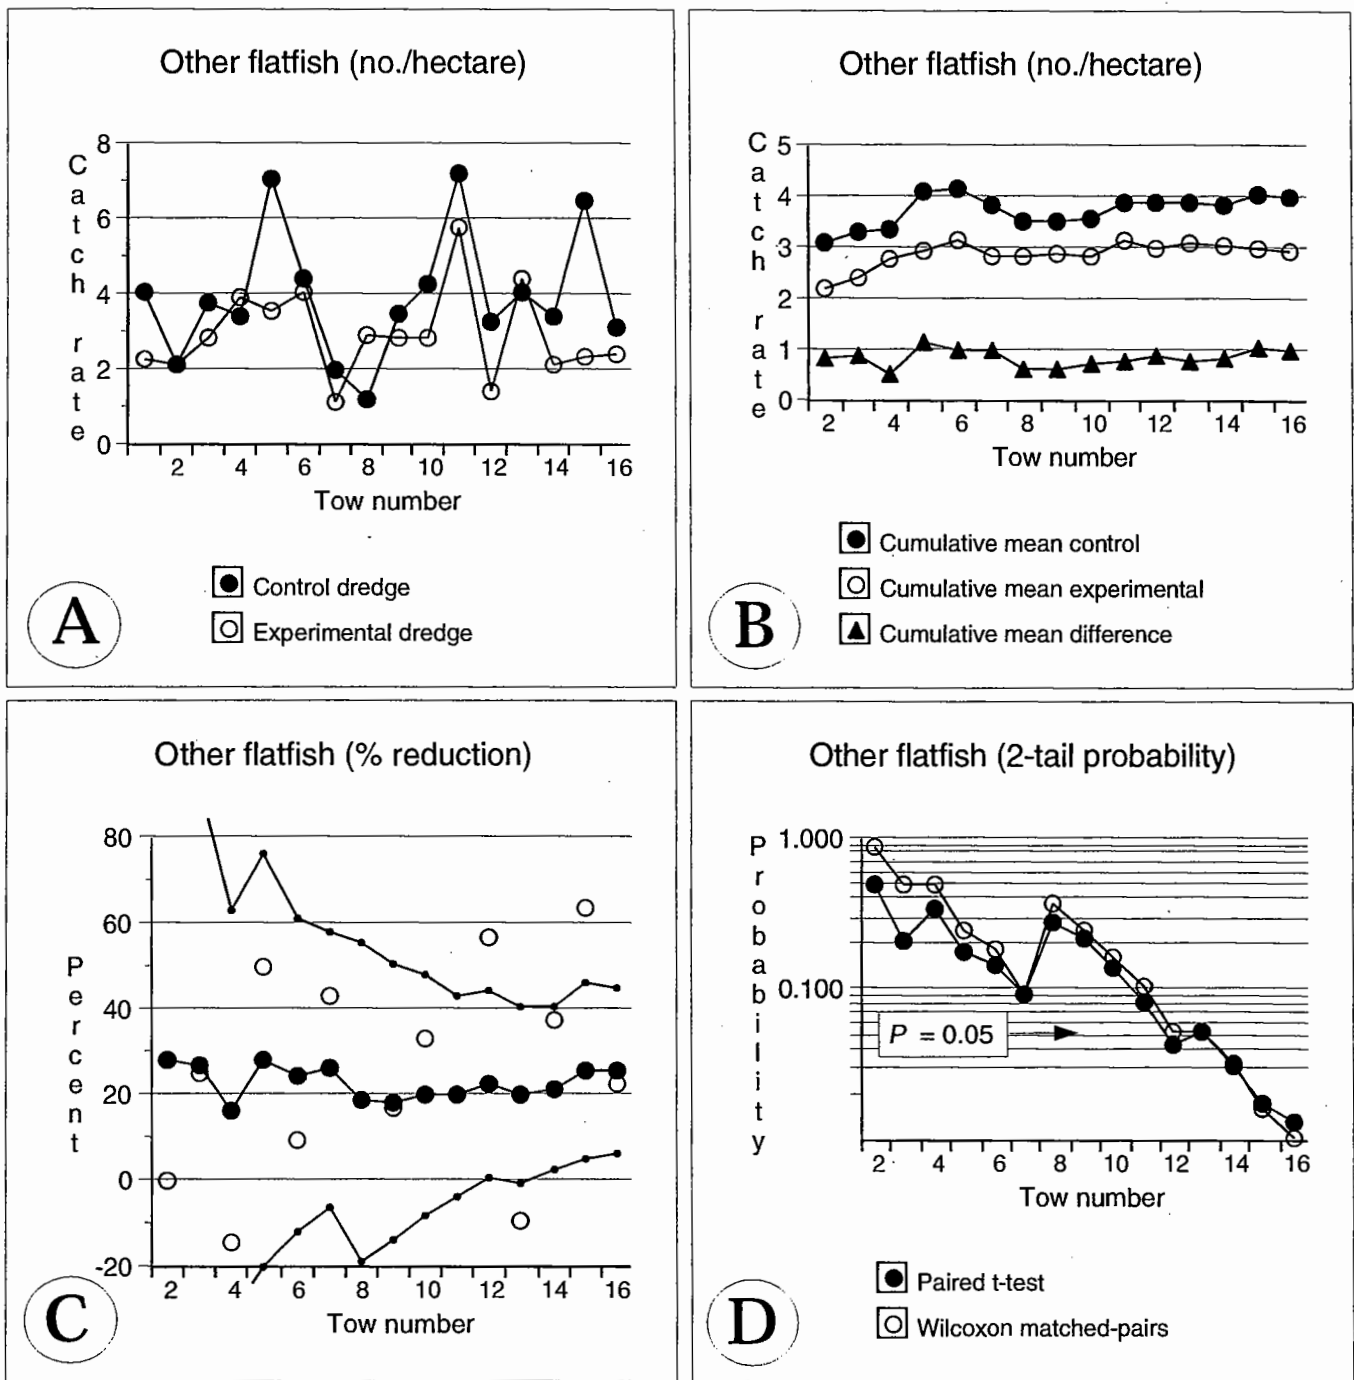 Other flatfish (no./hectare)
Catch rate
8
6
4
2
0
2 4 6 8 10 12 14 16
Tow number
Control dredge
Experimental dredge
A
Other flatfish (no./hectare)
Catch rate
5
4
3
2
1
0
2 4 6 8 10 12 14 16
Tow number
Cumulative mean control
Cumulative mean experimental
Cumulative mean difference
B
Other flatfish (% reduction)
Percent
80
60
40
20
0
-20
2 4 6 8 10 12 14 16
Tow number
C
Other flatfish (2-tail probability)
Probability
1.000
0.100
P = 0.05
2 4 6 8 10 12 14 16
Tow number
Paired t-test
Wilcoxon matched-pairs
D